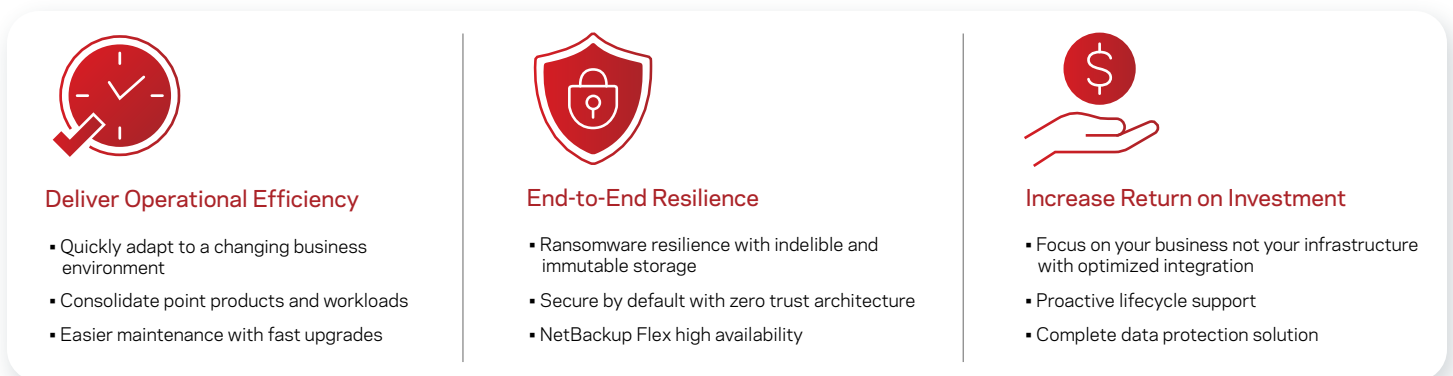 Deliver Operational Efficiency
▪ Quickly adapt to a changing business
environment
▪ Consolidate point products and workloads
▪ Easier maintenance with fast upgrades
End-to-End Resilience
▪ Ransomware resilience with indelible and
immutable storage
▪ Secure by default with zero trust architecture
▪ NetBackup Flex high availability
$
Increase Return on Investment
▪ Focus on your business not your infrastructure
with optimized integration
▪ Proactive lifecycle support
▪ Complete data protection solution